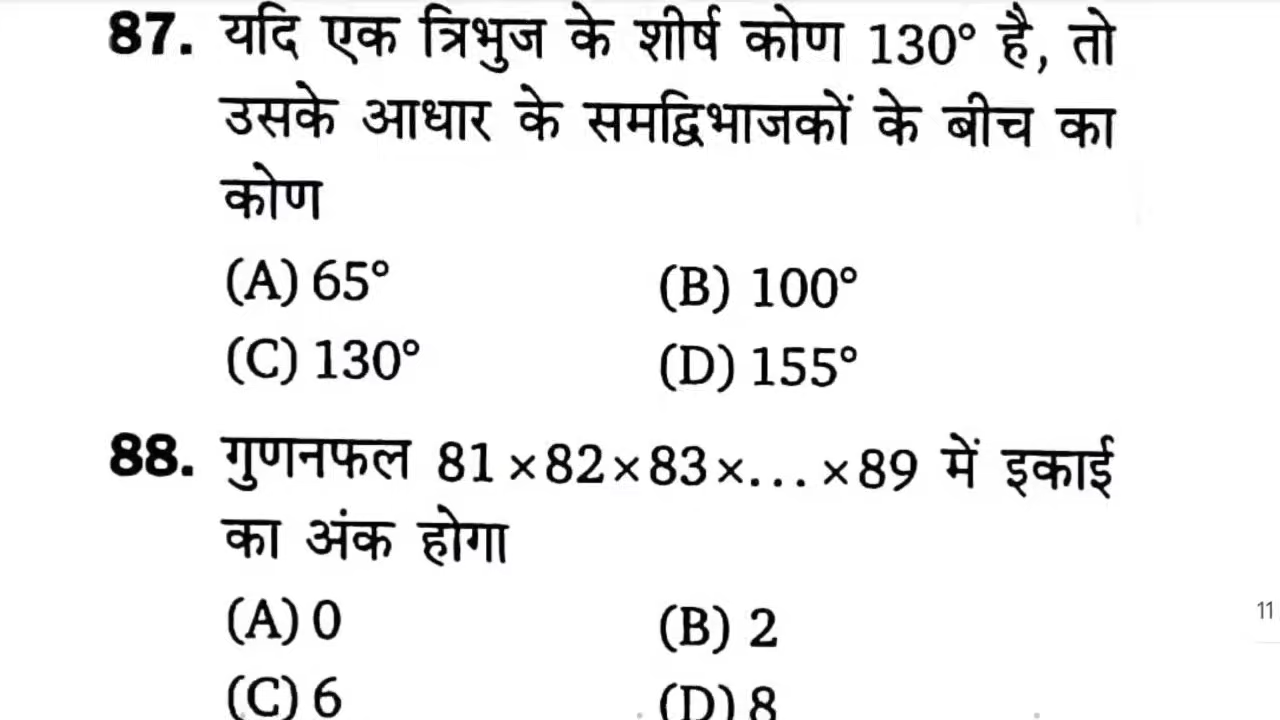 87. यदि एक त्रिभुज के शीर्ष कोण 130° है, तो
उसके आधार के समद्विभाजकों के बीच का
कोण
(A) 65° (B) 100°
(C) 130° (D) 155°
88. गुणनफल 81×82×83×...×89 में इकाई
का अंक होगा
(A) 0 (B) 2
11
(C) 6 (D) 8